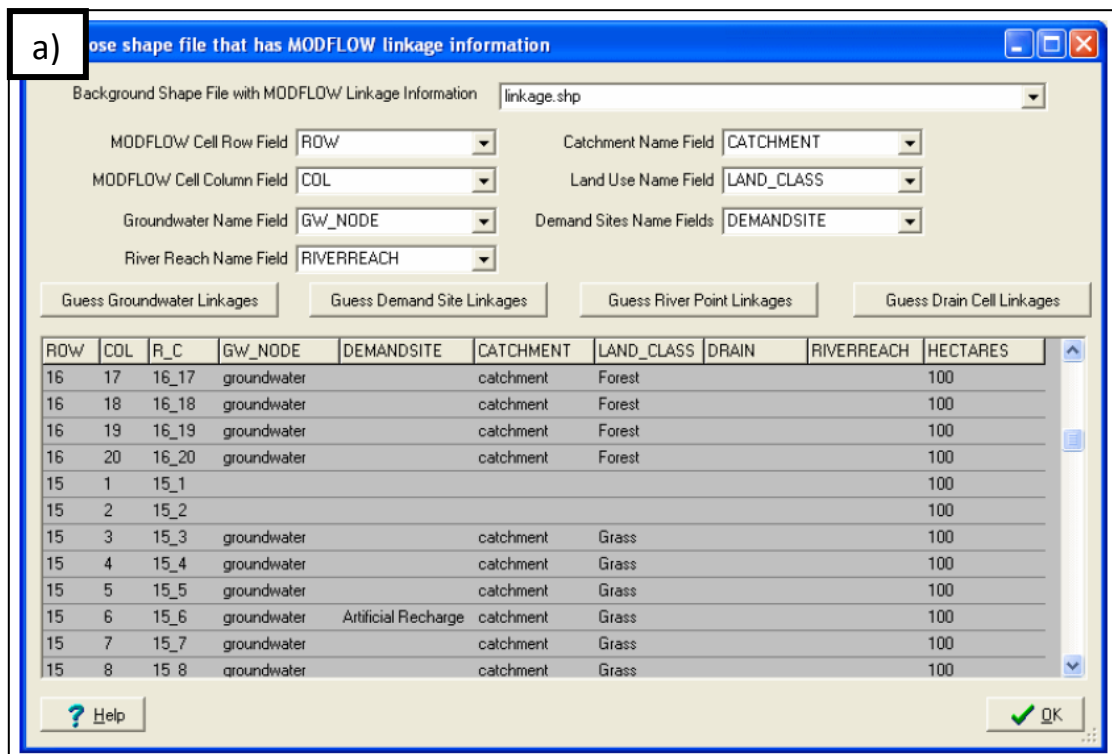 a)
ose shape file that has MODFLOW linkage information
Background Shape File with MODFLOW Linkage Information linkage.shp
MODFLOW Cell Row Field ROW Catchment Name Field CATCHMENT
MODFLOW Cell Column Field COL Land Use Name Field LAND_CLASS
Groundwater Name Field GW_NODE Demand Sites Name Fields DEMANDSITE
River Reach Name Field RIVERREACH
Guess Groundwater Linkages Guess Demand Site Linkages Guess River Point Linkages Guess Drain Cell Linkages
ROW COL R_C GW_NODE DEMANDSITE CATCHMENT LAND_CLASS DRAIN RIVERREACH HECTARES
16 17 16_17 groundwater catchment Forest 100
16 18 16_18 groundwater catchment Forest 100
16 19 16_19 groundwater catchment Forest 100
16 20 16_20 groundwater catchment Forest 100
15 1 15_1 100
15 2 15_2 100
15 3 15_3 groundwater catchment Grass 100
15 4 15_4 groundwater catchment Grass 100
15 5 15_5 groundwater catchment Grass 100
15 6 15_6 groundwater Artificial Recharge catchment Grass 100
15 7 15_7 groundwater catchment Grass 100
15 8 15_8 groundwater catchment Grass 100
? Help OK